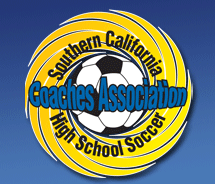 Southern California
Coaches Association
High School Soccer